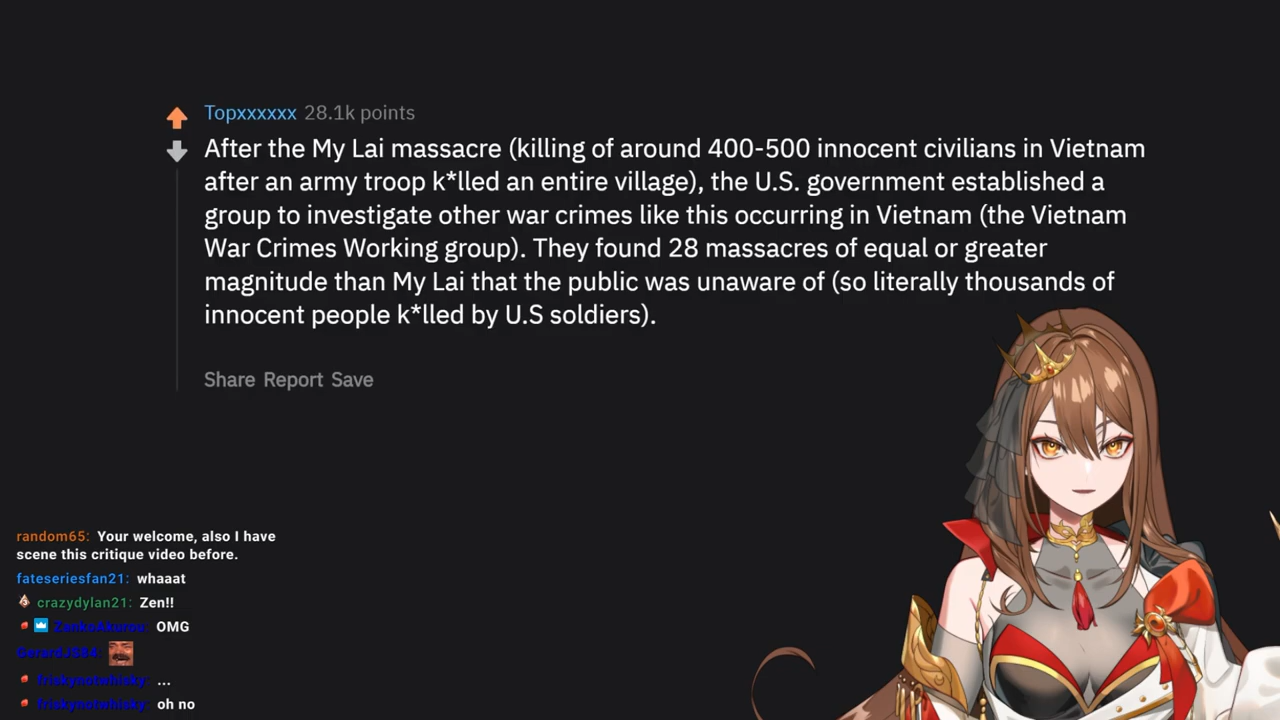 Topxxxxxx 28.1k points
After the My Lai massacre (killing of around 400-500 innocent civilians in Vietnam
after an army troop k*lled an entire village), the U.S. government established a
group to investigate other war crimes like this occurring in Vietnam (the Vietnam
War Crimes Working group). They found 28 massacres of equal or greater
magnitude than My Lai that the public was unaware of (so literally thousands of
innocent people k*lled by U.S soldiers).
Share Report Save
random65: Your welcome, also I have
scene this critique video before.
fateseriesfan21: whaaat
crazydylan21: Zen!!
ZenkoAkurou: OMG
GerardJS84:
friskynotwhisky: ...
friskynotwhisky: oh no